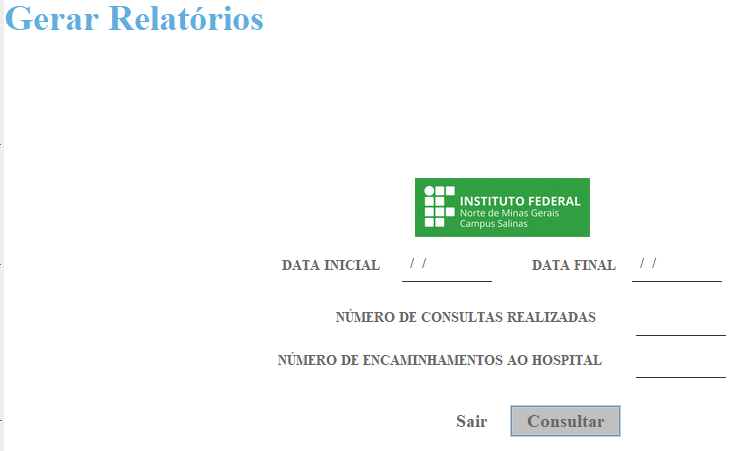 Gerar Relatórios
INSTITUTO FEDERAL
Norte de Minas Gerais
Campus Salinas
DATA INICIAL / / DATA FINAL / /
NÚMERO DE CONSULTAS REALIZADAS
NÚMERO DE ENCAMINHAMENTOS AO HOSPITAL
Sair Consultar